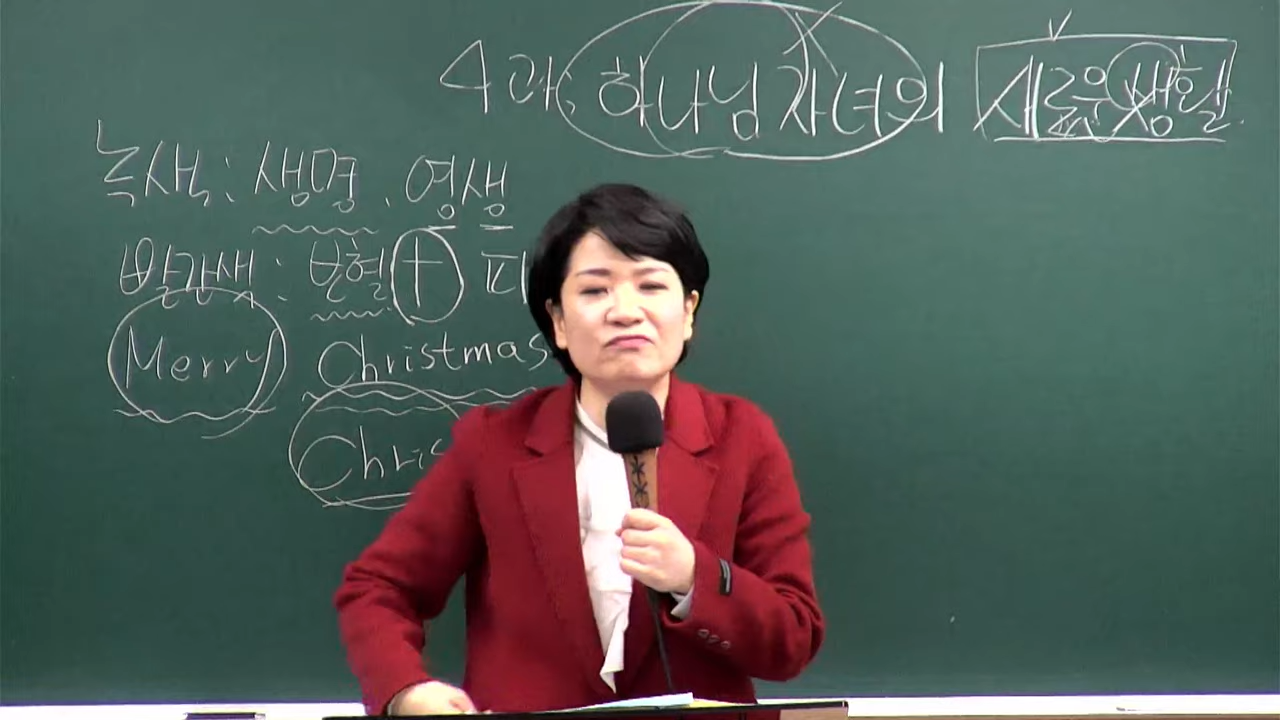 4과; 하나님 자녀의 새로운 생활.
녹색: 생명. 영생
빨간색: 보혈 十 피
Merry Christmas
Chris